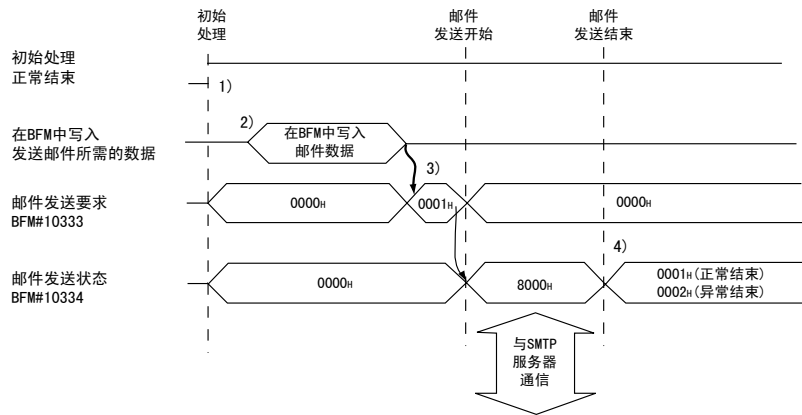 初始
处理
邮件
发送开始
邮件
发送结束
初始处理
正常结束
1)
在BFM中写入
发送邮件所需的数据
2)
在BFM中写入
邮件数据
3)
邮件发送要求
BFM#10333
0000H
0001H
0000H
4)
邮件发送状态
BFM#10334
0000H
8000H
0001H(正常结束)
0002H(异常结束)
与SMTP
服务器
通信